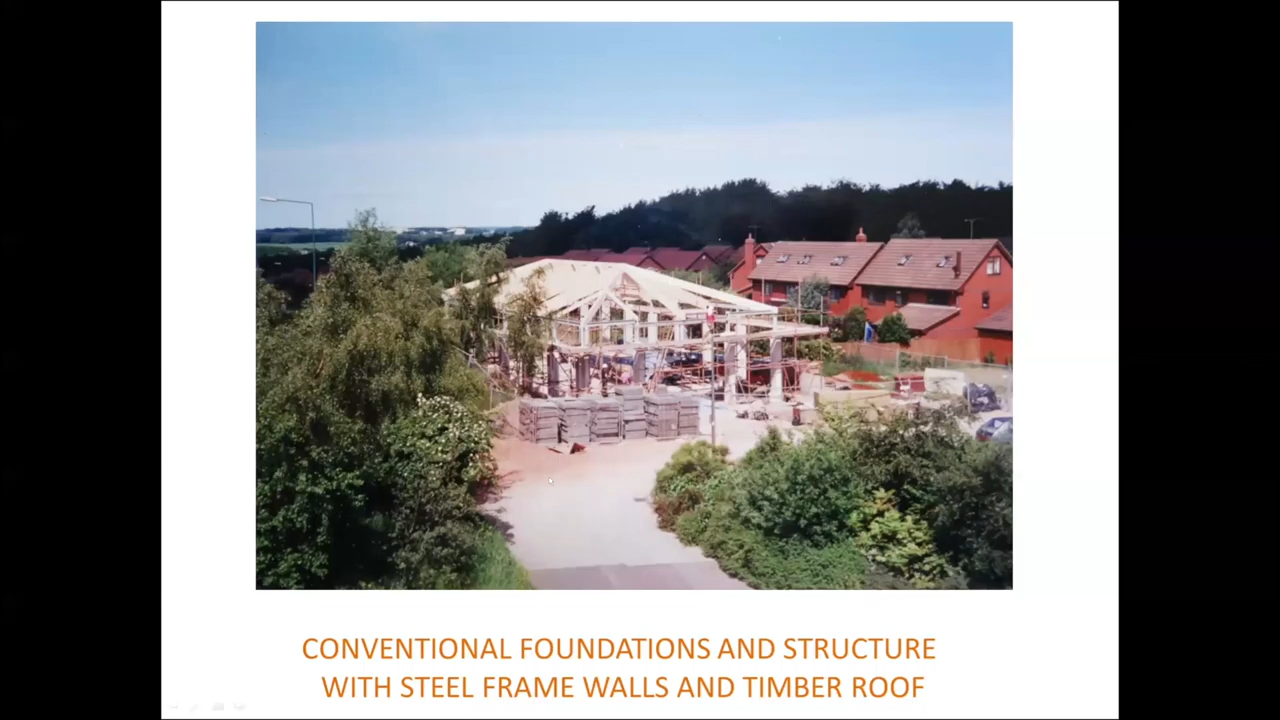 CONVENTIONAL FOUNDATIONS AND STRUCTURE
WITH STEEL FRAME WALLS AND TIMBER ROOF